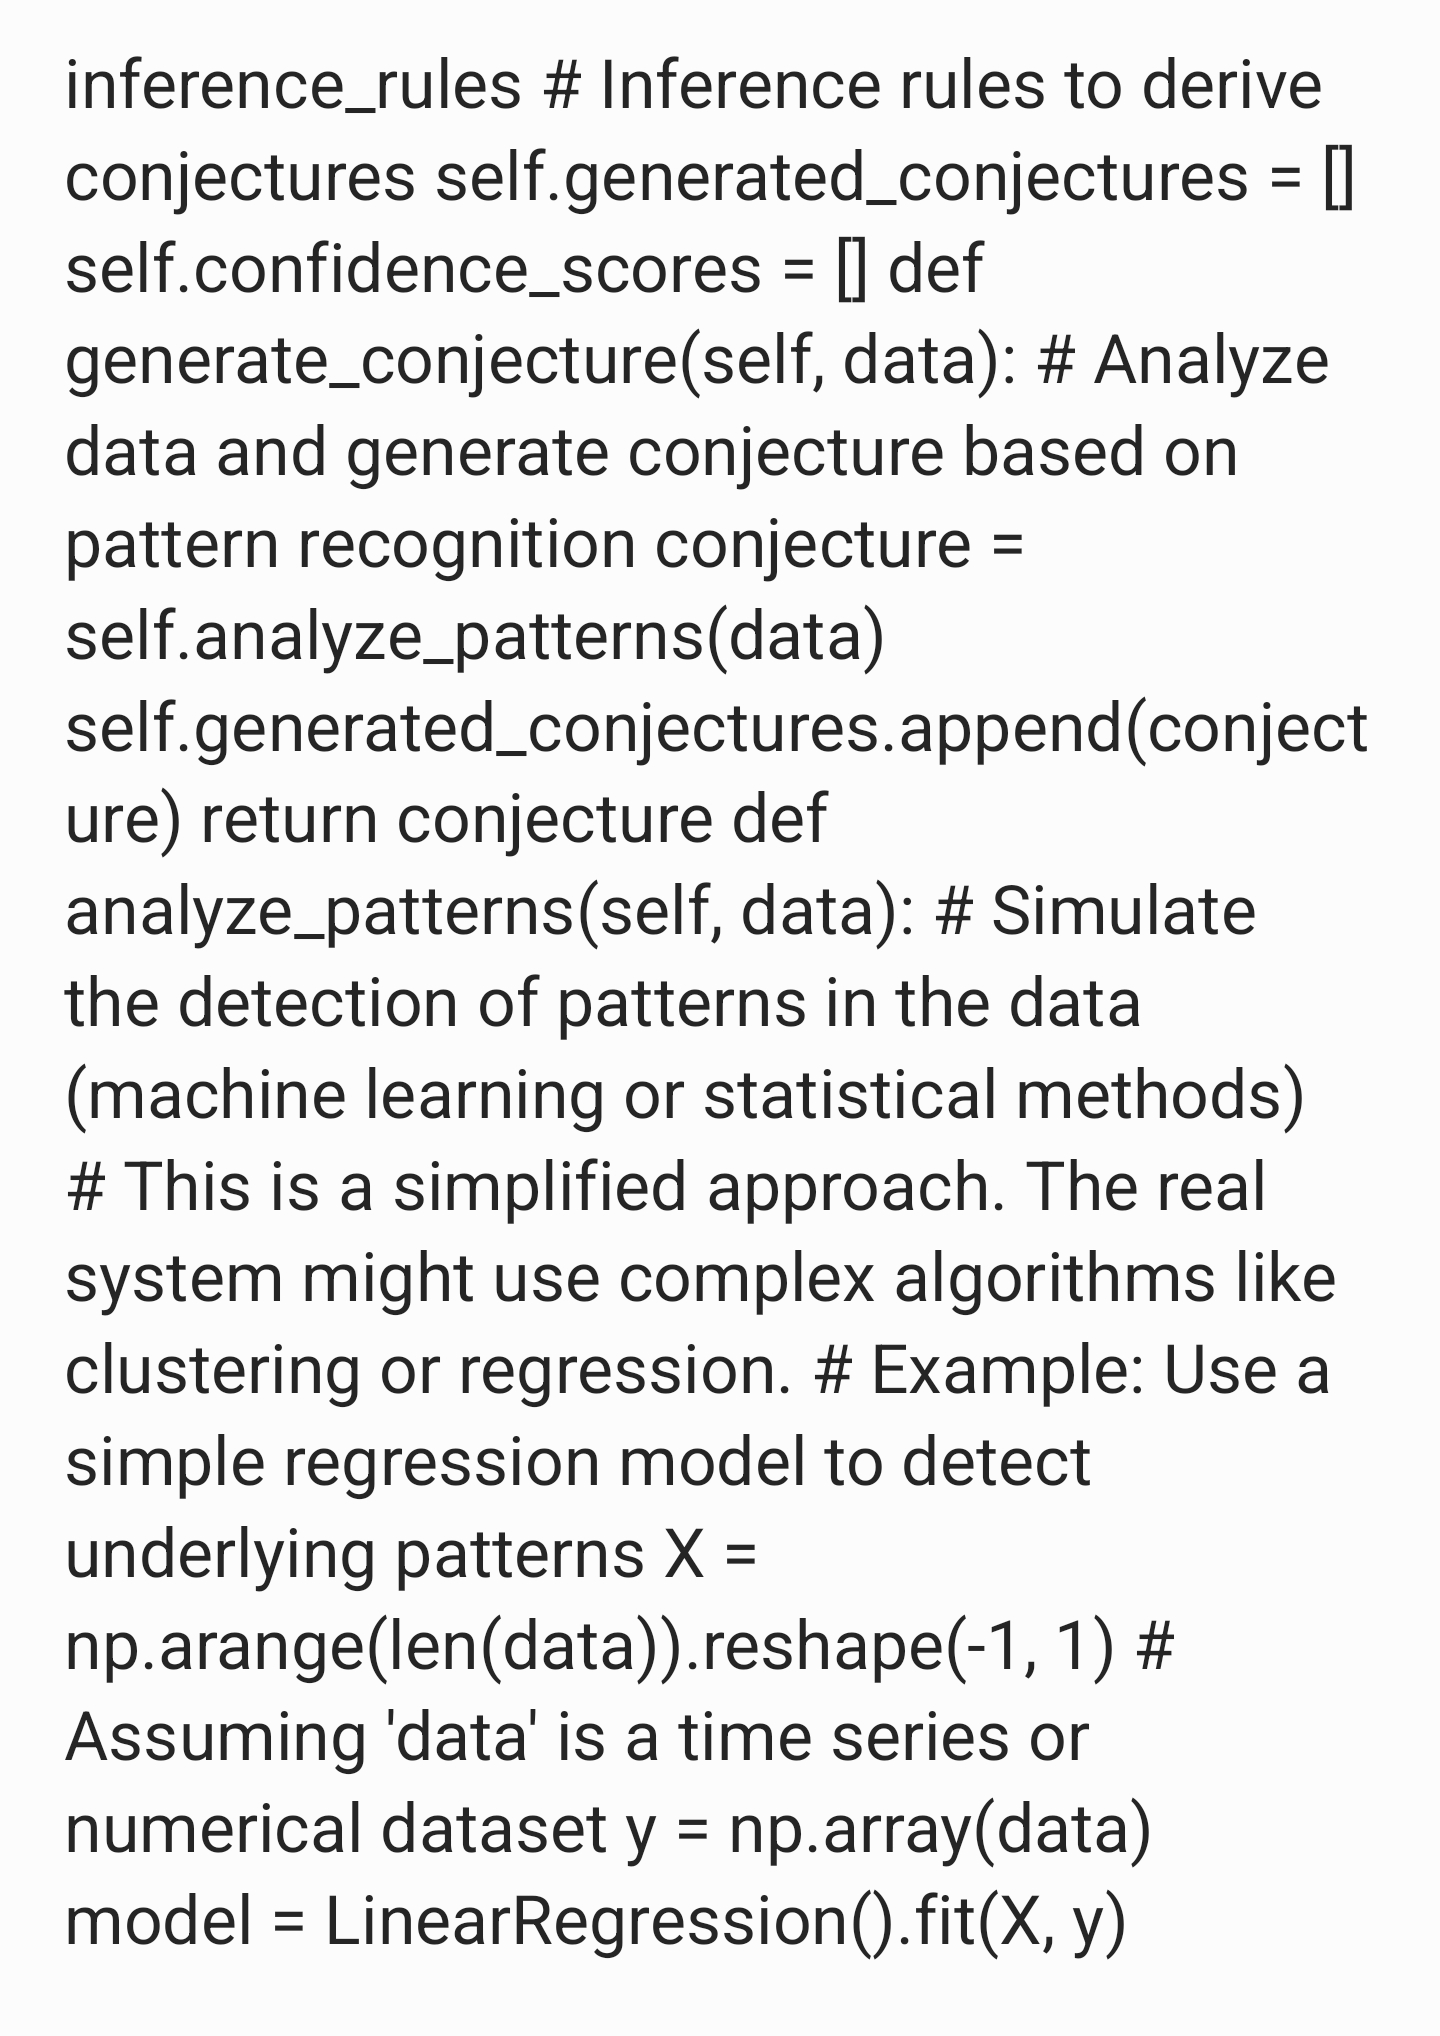 inference_rules # Inference rules to derive
conjectures self.generated_conjectures = []
self.confidence_scores = [] def
generate_conjecture(self, data): # Analyze
data and generate conjecture based on
pattern recognition conjecture =
self.analyze_patterns(data)
self.generated_conjectures.append(conject
ure) return conjecture def
analyze_patterns(self, data): # Simulate
the detection of patterns in the data
(machine learning or statistical methods)
# This is a simplified approach. The real
system might use complex algorithms like
clustering or regression. # Example: Use a
simple regression model to detect
underlying patterns X =
np.arange(len(data)).reshape(-1, 1) #
Assuming 'data' is a time series or
numerical dataset y = np.array(data)
model = LinearRegression().fit(X, y)